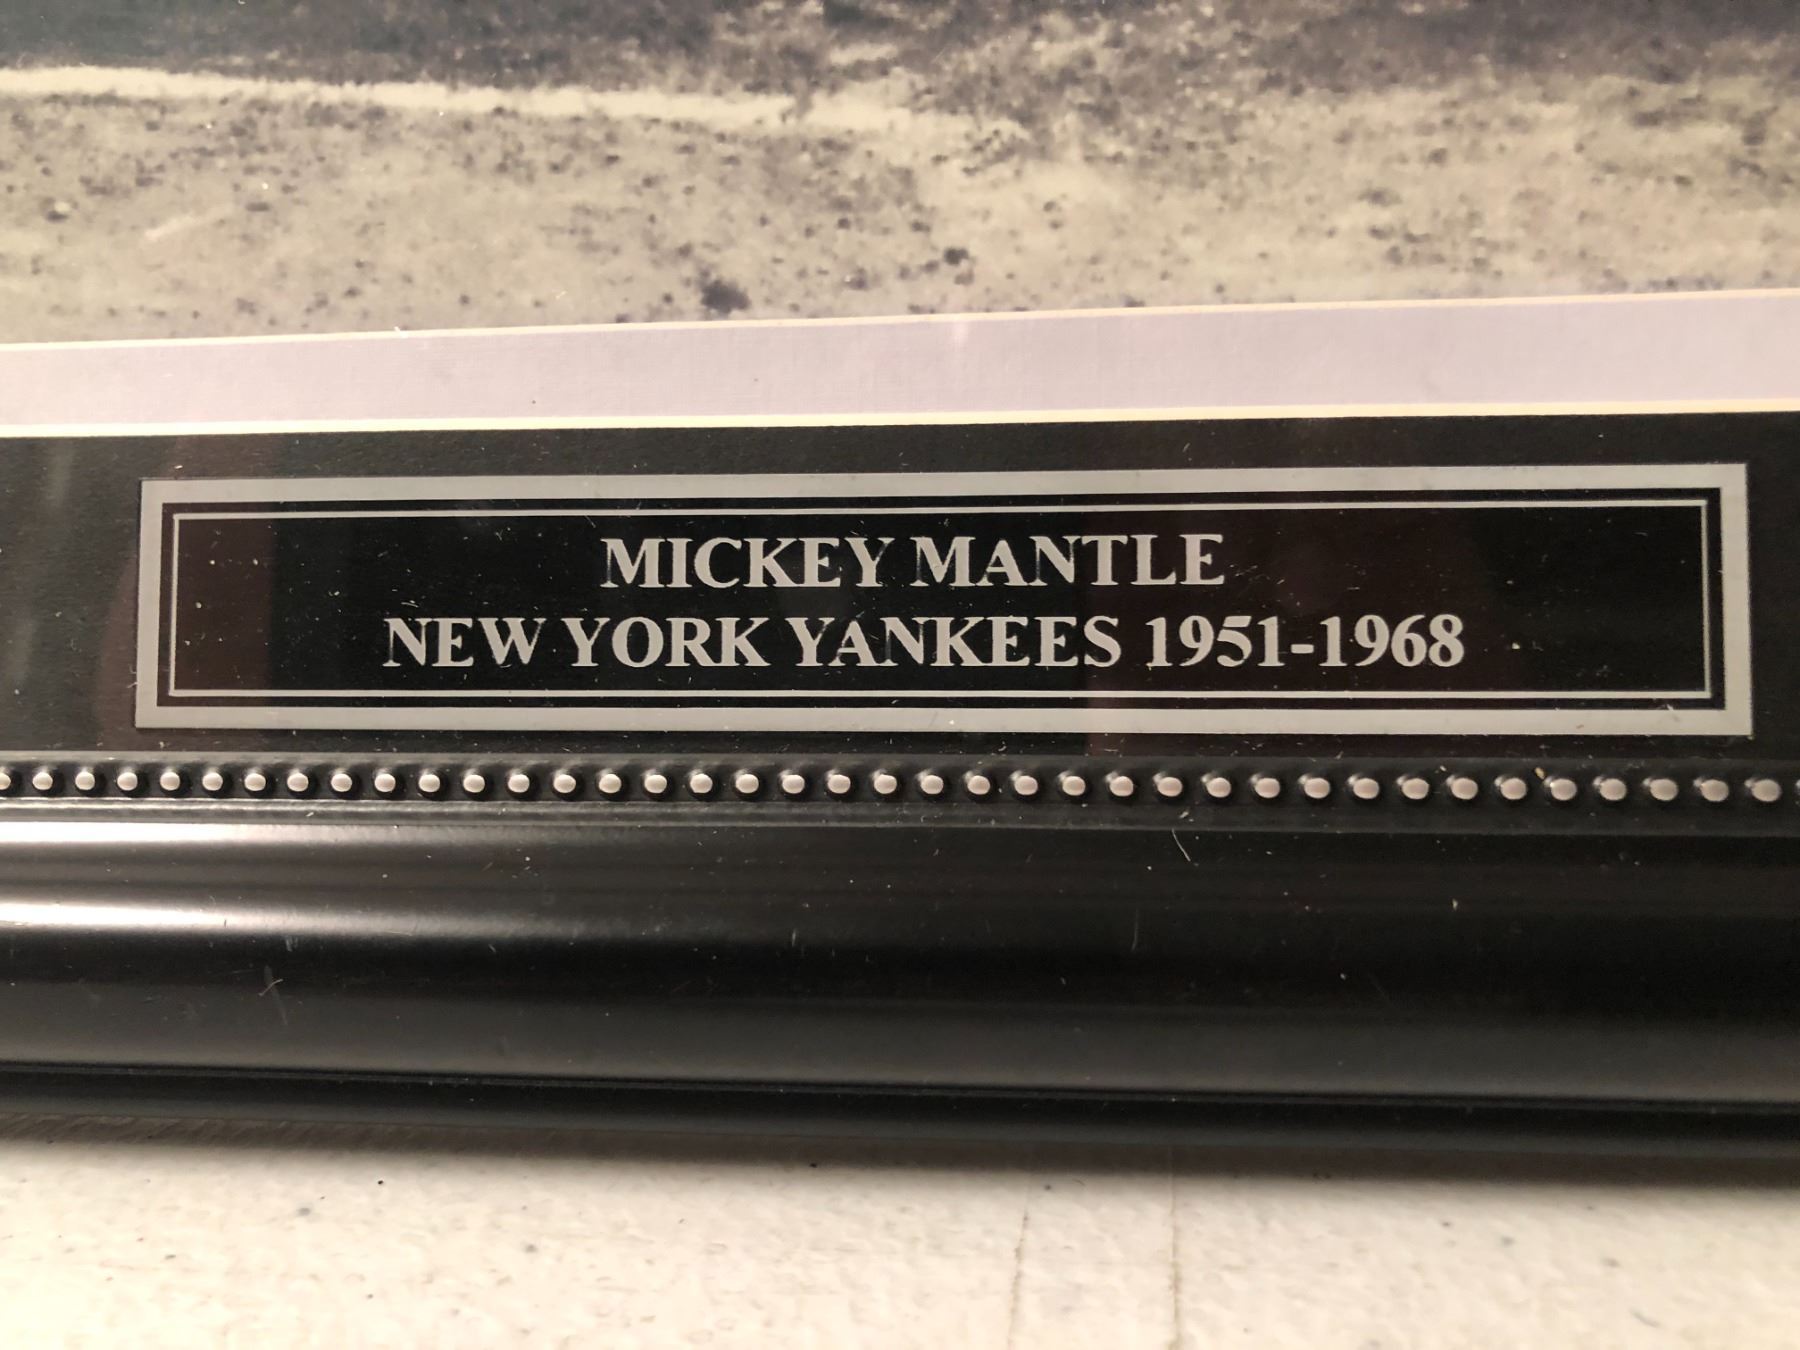 MICKEY MANTLE
NEW YORK YANKEES 1951-1968